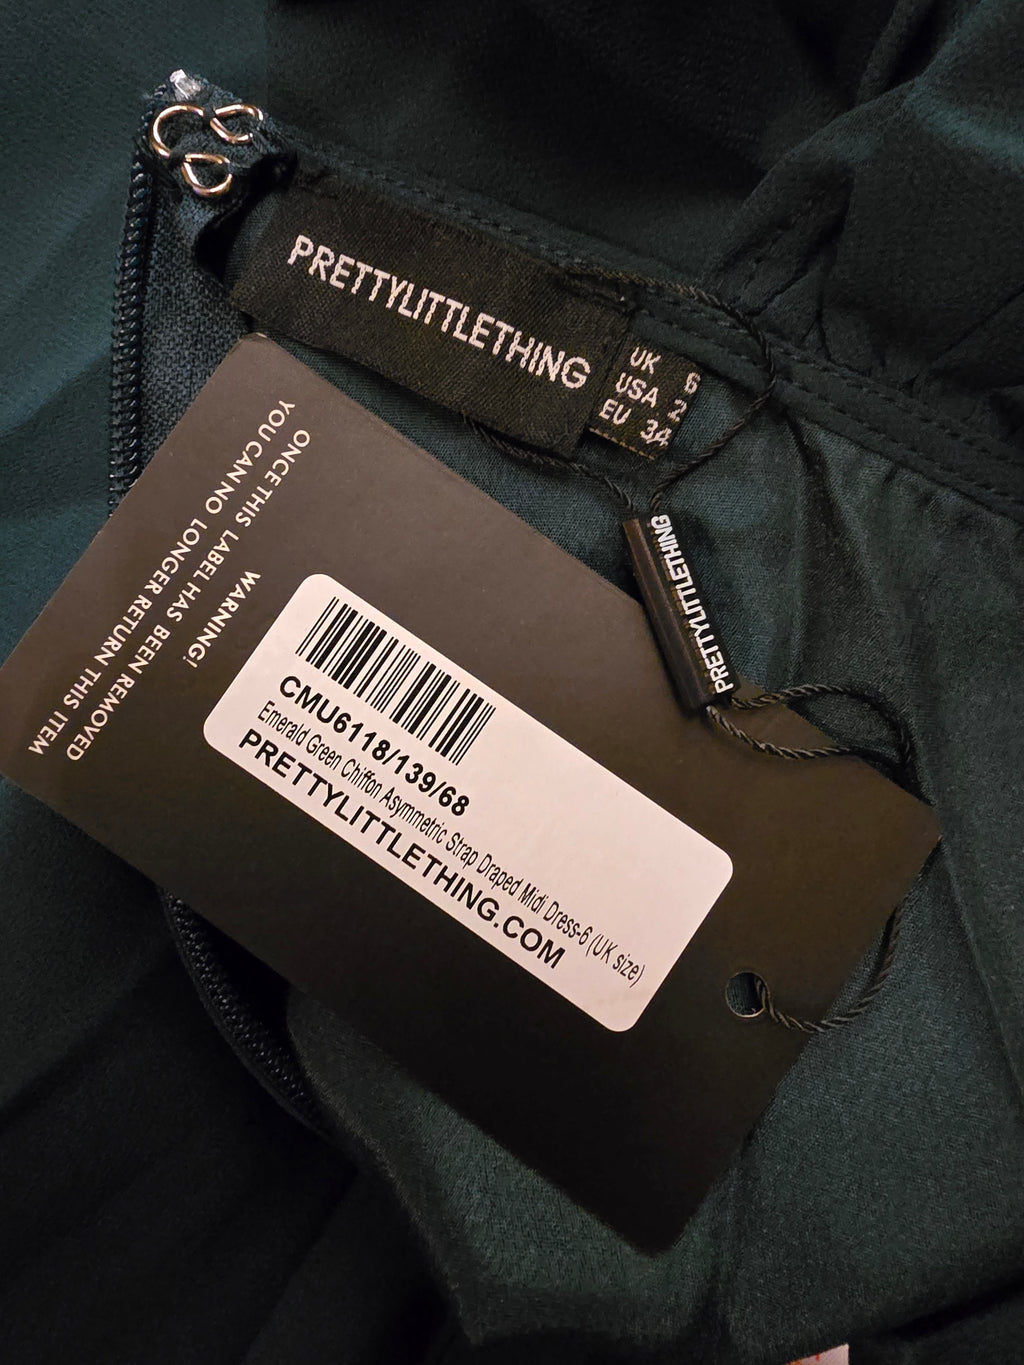 PRETTYLITTLETHING
UK 6
USA 2
EU 34
PRETTYLITTLETHING
WARNING!
ONCE THIS LABEL HAS BEEN REMOVED
YOU CAN NO LONGER RETURN THIS ITEM
CMU6118/139/68
Emerald Green Chiffon Asymmetric Strap Draped Midi Dress-6 (UK size)
PRETTYLITTLETHING.COM